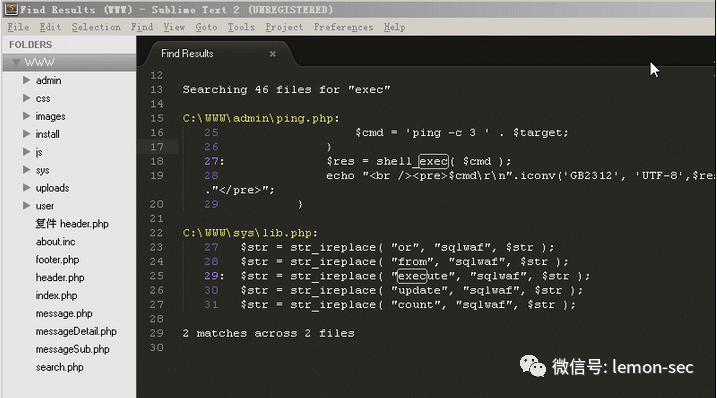 Find Results (WWW) - Sublime Text 2 (UNREGISTERED)
File Edit Selection Find View Goto Tools Project Preferences Help
FOLDERS
WWW
admin
css
images
install
js
sys
uploads
user
复件 header.php
about.inc
footer.php
header.php
index.php
message.php
messageDetail.php
messageSub.php
search.php
Find Results ×
12
13 Searching 46 files for "exec"
14
15 C:\WWW\admin\ping.php:
16 25 $cmd = 'ping -c 3 ' . $target;
17 26 }
18 27: $res = shell_exec( $cmd );
19 28 echo "<br /><pre>$cmd\r\n".iconv('GB2312', 'UTF-8',$res
."</pre>";
20 29 }
21
22 C:\WWW\sys\lib.php:
23 27 $str = str_ireplace( "or", "sqlwaf", $str );
24 28 $str = str_ireplace( "from", "sqlwaf", $str );
25 29: $str = str_ireplace( "execute", "sqlwaf", $str );
26 30 $str = str_ireplace( "update", "sqlwaf", $str );
27 31 $str = str_ireplace( "count", "sqlwaf", $str );
28
29 2 matches across 2 files
30
微信号: lemon-sec